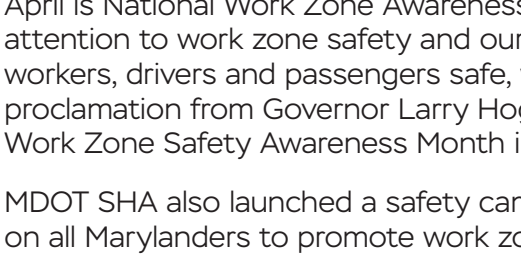 April is National Work Zone Awareness
attention to work zone safety and our
workers, drivers and passengers safe,
proclamation from Governor Larry
Work Zone Safety Awareness Month
MDOT SHA also launched a safety
on all Marylanders to promote work